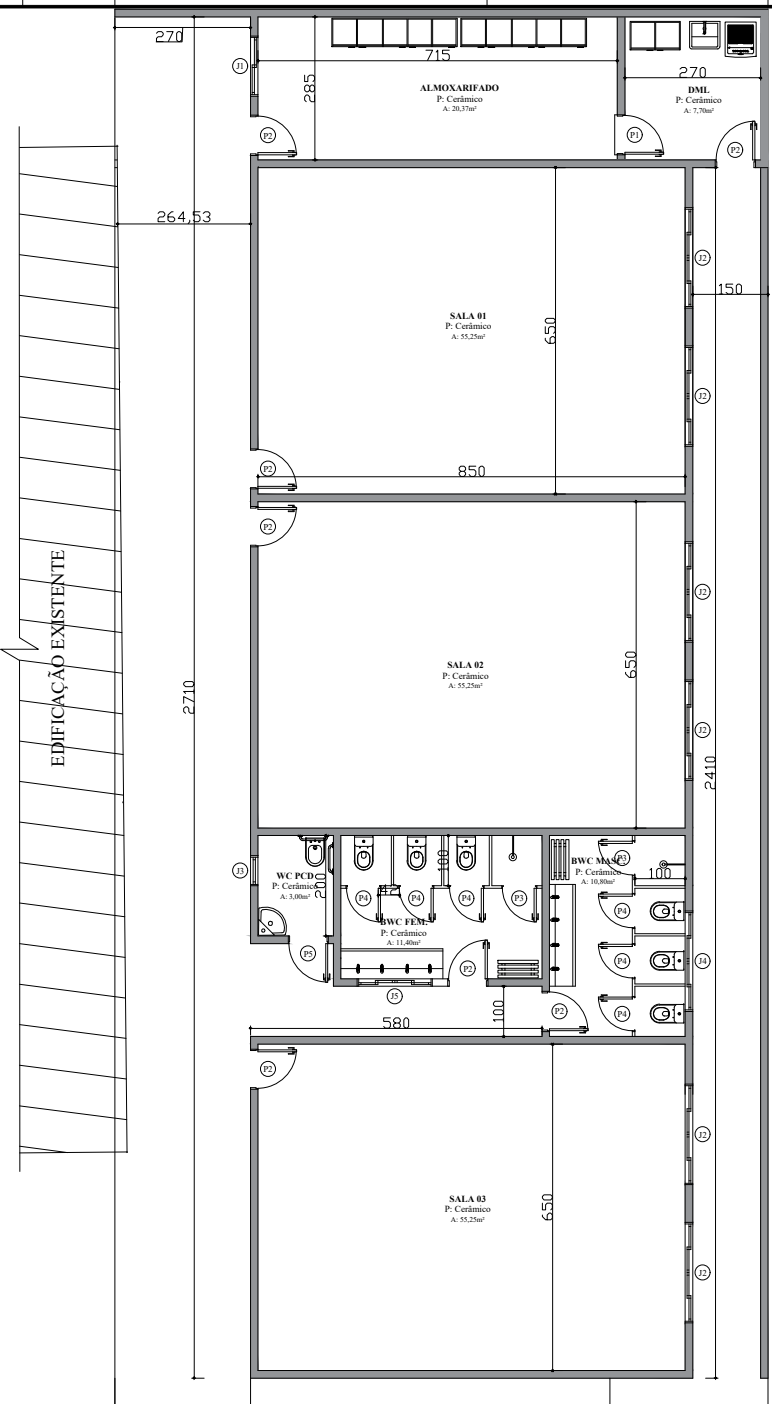 270
J1
715
285
ALMOXARIFADO
P: Cerâmico
A: 20,37m²
P2
270
DML
P: Cerâmico
A: 7,70m²
P1
P2
264,53
SALA 01
P: Cerâmico
A: 55,25m²
650
850
P2
J2
J2
150
P2
SALA 02
P: Cerâmico
A: 55,25m²
650
J2
J2
EDIFICAÇÃO EXISTENTE
2710
2410
J3
WC PCD
P: Cerâmico
A: 3,00m²
200
P5
100
P4
P4
P4
P3
BWC FEM.
P: Cerâmico
A: 11,40m²
P2
J5
BWC MASC.
P: Cerâmico
A: 10,80m²
P3
100
P4
P4
P4
J4
P2
580
100
P2
SALA 03
P: Cerâmico
A: 55,25m²
650
J2
J2